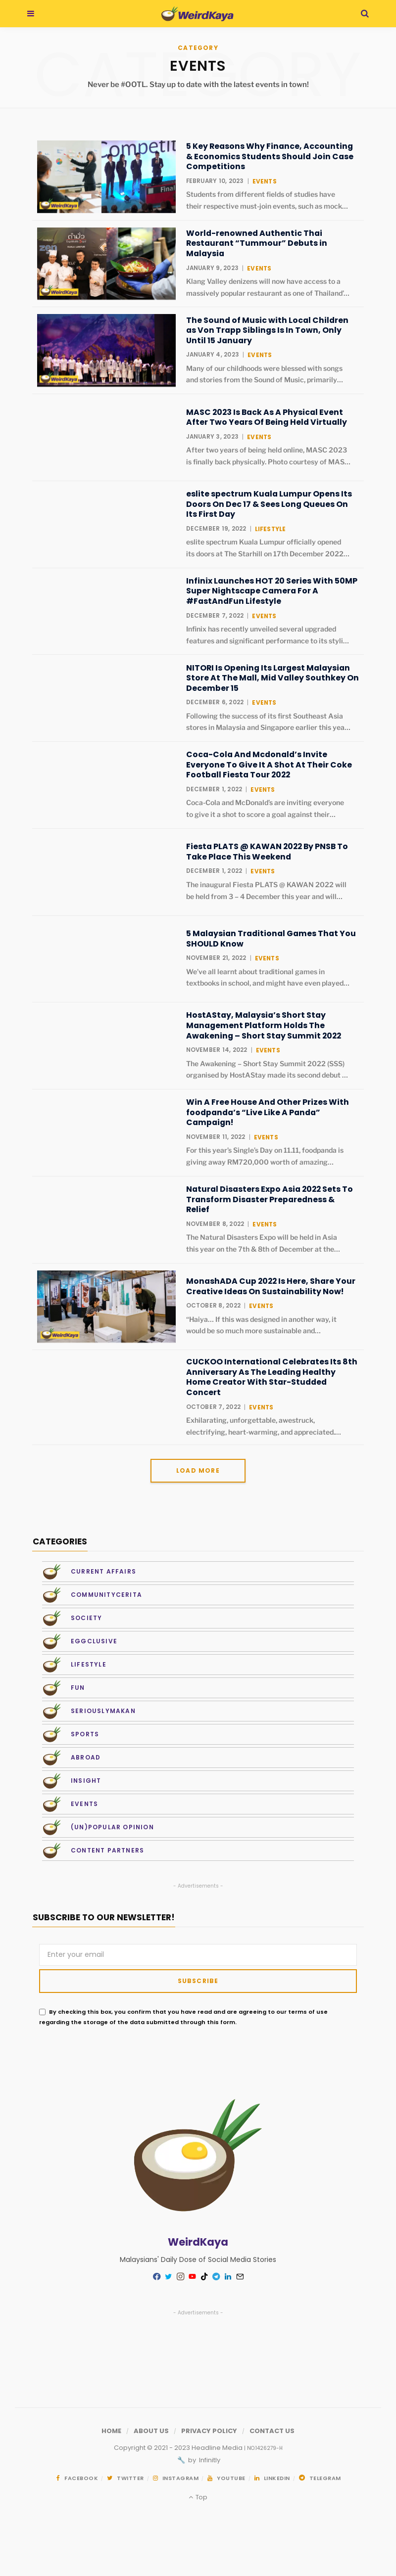 WeirdKaya
CATEGORY
CATEGORY
EVENTS
Never be #OOTL. Stay up to date with the latest events in town!
5 Key Reasons Why Finance, Accounting
& Economics Students Should Join Case
Competitions
FEBRUARY 10, 2023 | EVENTS
Students from different fields of studies have
their respective must-join events, such as mock…
WeirdKaya
World-renowned Authentic Thai
Restaurant “Tummour” Debuts in
Malaysia
JANUARY 9, 2023 | EVENTS
Klang Valley denizens will now have access to a
massively popular restaurant as one of Thailand’…
WeirdKaya
The Sound of Music with Local Children
as Von Trapp Siblings Is In Town, Only
Until 15 January
JANUARY 4, 2023 | EVENTS
Many of our childhoods were blessed with songs
and stories from the Sound of Music, primarily…
WeirdKaya
MASC 2023 Is Back As A Physical Event
After Two Years Of Being Held Virtually
JANUARY 3, 2023 | EVENTS
After two years of being held online, MASC 2023
is finally back physically. Photo courtesy of MAS…
eslite spectrum Kuala Lumpur Opens Its
Doors On Dec 17 & Sees Long Queues On
Its First Day
DECEMBER 19, 2022 | LIFESTYLE
eslite spectrum Kuala Lumpur officially opened
its doors at The Starhill on 17th December 2022…
Infinix Launches HOT 20 Series With 50MP
Super Nightscape Camera For A
#FastAndFun Lifestyle
DECEMBER 7, 2022 | EVENTS
Infinix has recently unveiled several upgraded
features and significant performance to its styli…
NITORI Is Opening Its Largest Malaysian
Store At The Mall, Mid Valley Southkey On
December 15
DECEMBER 6, 2022 | EVENTS
Following the success of its first Southeast Asia
stores in Malaysia and Singapore earlier this yea…
Coca-Cola And Mcdonald’s Invite
Everyone To Give It A Shot At Their Coke
Football Fiesta Tour 2022
DECEMBER 1, 2022 | EVENTS
Coca-Cola and McDonald’s are inviting everyone
to give it a shot to score a goal against their…
Fiesta PLATS @ KAWAN 2022 By PNSB To
Take Place This Weekend
DECEMBER 1, 2022 | EVENTS
The inaugural Fiesta PLATS @ KAWAN 2022 will
be held from 3 – 4 December this year and will…
5 Malaysian Traditional Games That You
SHOULD Know
NOVEMBER 21, 2022 | EVENTS
We’ve all learnt about traditional games in
textbooks in school, and might have even played…
HostAStay, Malaysia’s Short Stay
Management Platform Holds The
Awakening – Short Stay Summit 2022
NOVEMBER 14, 2022 | EVENTS
The Awakening – Short Stay Summit 2022 (SSS)
organised by HostAStay made its second debut …
Win A Free House And Other Prizes With
foodpanda’s “Live Like A Panda”
Campaign!
NOVEMBER 11, 2022 | EVENTS
For this year’s Single’s Day on 11.11, foodpanda is
giving away RM720,000 worth of amazing…
Natural Disasters Expo Asia 2022 Sets To
Transform Disaster Preparedness &
Relief
NOVEMBER 8, 2022 | EVENTS
The Natural Disasters Expo will be held in Asia
this year on the 7th & 8th of December at the…
MonashADA Cup 2022 Is Here, Share Your
Creative Ideas On Sustainability Now!
OCTOBER 8, 2022 | EVENTS
“Haiya… If this was designed in another way, it
would be so much more sustainable and…
WeirdKaya
CUCKOO International Celebrates Its 8th
Anniversary As The Leading Healthy
Home Creator With Star-Studded
Concert
OCTOBER 7, 2022 | EVENTS
Exhilarating, unforgettable, awestruck,
electrifying, heart-warming, and appreciated,…
LOAD MORE
CATEGORIES
CURRENT AFFAIRS
COMMUNITYCERITA
SOCIETY
EGGCLUSIVE
LIFESTYLE
FUN
SERIOUSLYMAKAN
SPORTS
ABROAD
INSIGHT
EVENTS
(UN)POPULAR OPINION
CONTENT PARTNERS
- Advertisements -
SUBSCRIBE TO OUR NEWSLETTER!
Enter your email
SUBSCRIBE
By checking this box, you confirm that you have read and are agreeing to our terms of use
regarding the storage of the data submitted through this form.
WeirdKaya
Malaysians' Daily Dose of Social Media Stories
- Advertisements -
HOME / ABOUT US / PRIVACY POLICY / CONTACT US
Copyright © 2021 - 2023 Headline Media
by Infinitly
FACEBOOK TWITTER INSTAGRAM YOUTUBE LINKEDIN TELEGRAM
Top